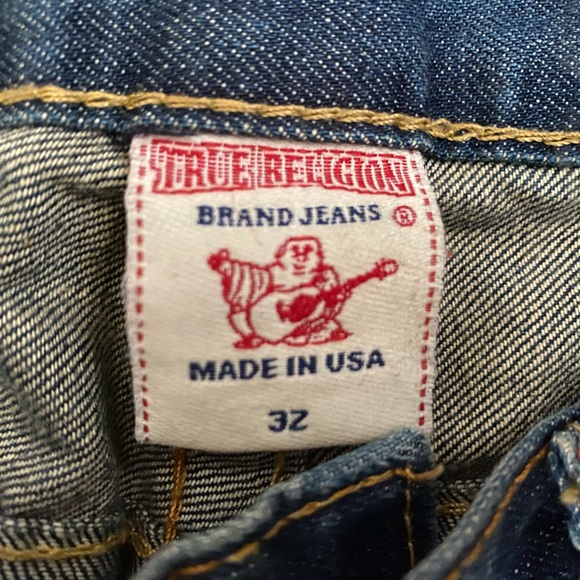 TRUE RELIGION
BRAND JEANS ®
MADE IN USA
32